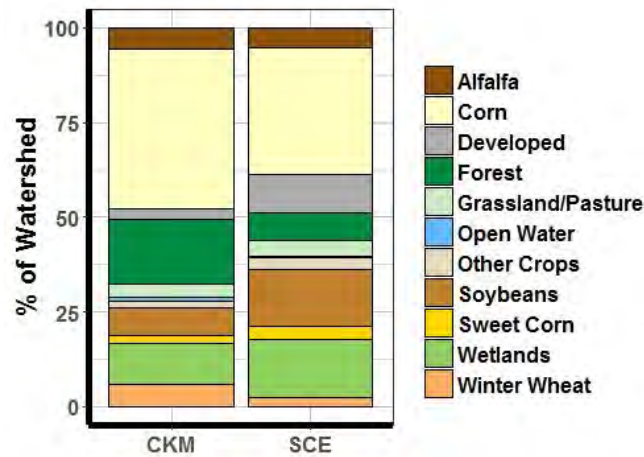 % of Watershed
100
75
50
25
0
CKM
SCE
Alfalfa
Corn
Developed
Forest
Grassland/Pasture
Open Water
Other Crops
Soybeans
Sweet Corn
Wetlands
Winter Wheat